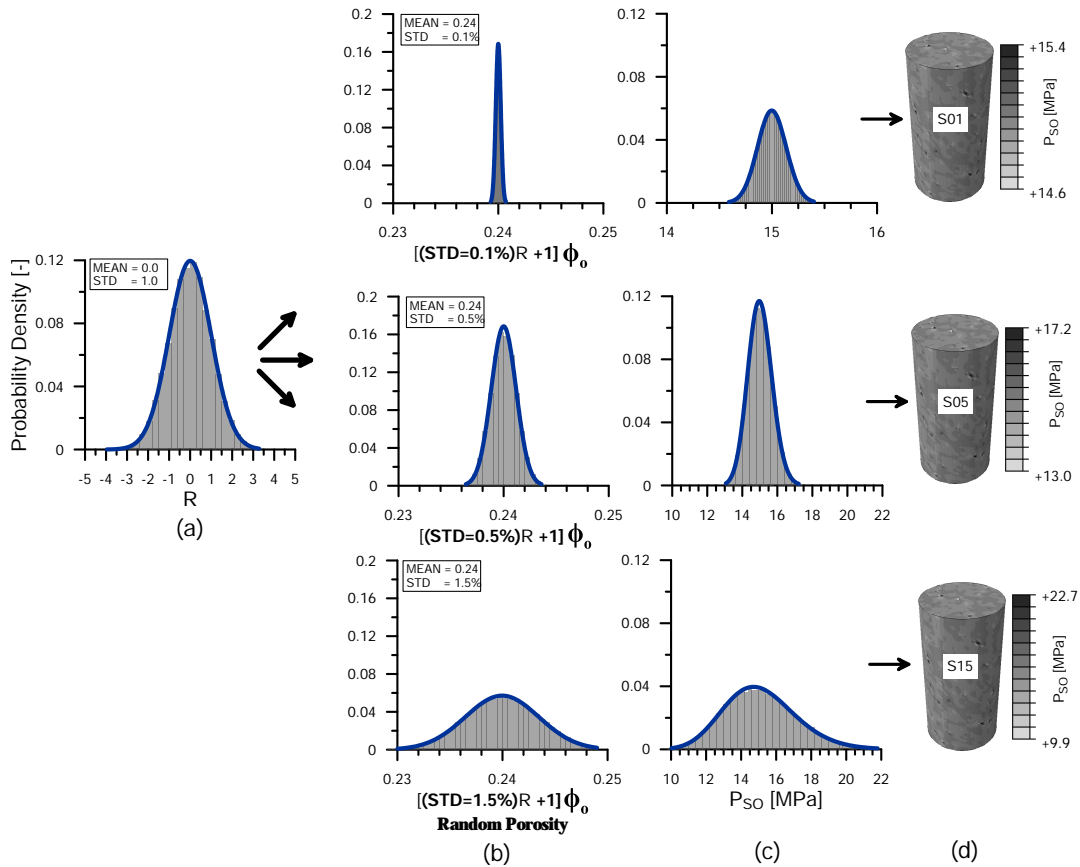 MEAN = 0.24
STD = 0.1%
0.2
0.16
0.12
0.08
0.04
0
0.23 0.24 0.25
[(STD=0.1%)R +1] ϕo
0.12
0.08
0.04
0
14 15 16
S01
+15.4
PSO [MPa]
+14.6
Probability Density [-]
MEAN = 0.0
STD = 1.0
0.12
0.08
0.04
0
-5 -4 -3 -2 -1 0 1 2 3 4 5
R
(a)
MEAN = 0.24
STD = 0.5%
0.2
0.16
0.12
0.08
0.04
0
0.23 0.24 0.25
[(STD=0.5%)R +1] ϕo
0.12
0.08
0.04
0
10 12 14 16 18 20 22
S05
+17.2
PSO [MPa]
+13.0
MEAN = 0.24
STD = 1.5%
0.2
0.16
0.12
0.08
0.04
0
0.23 0.24 0.25
[(STD=1.5%)R +1] ϕo
Random Porosity
(b)
0.12
0.08
0.04
0
10 12 14 16 18 20 22
PSO [MPa]
(c)
S15
+22.7
PSO [MPa]
+9.9
(d)